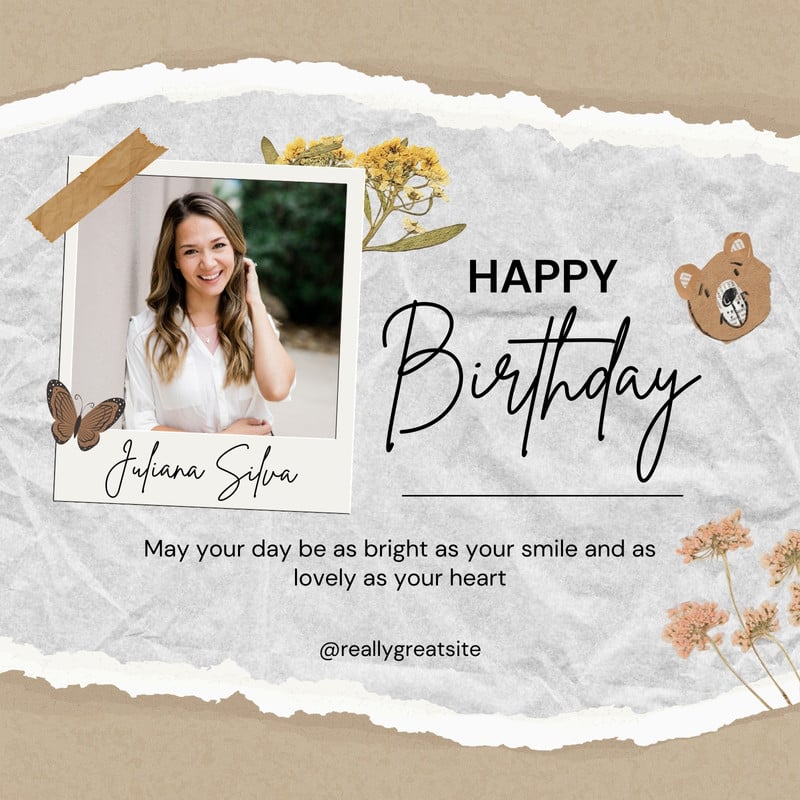 HAPPY
Birthday
Juliana Silva
May your day be as bright as your smile and as
lovely as your heart
@reallygreatsite